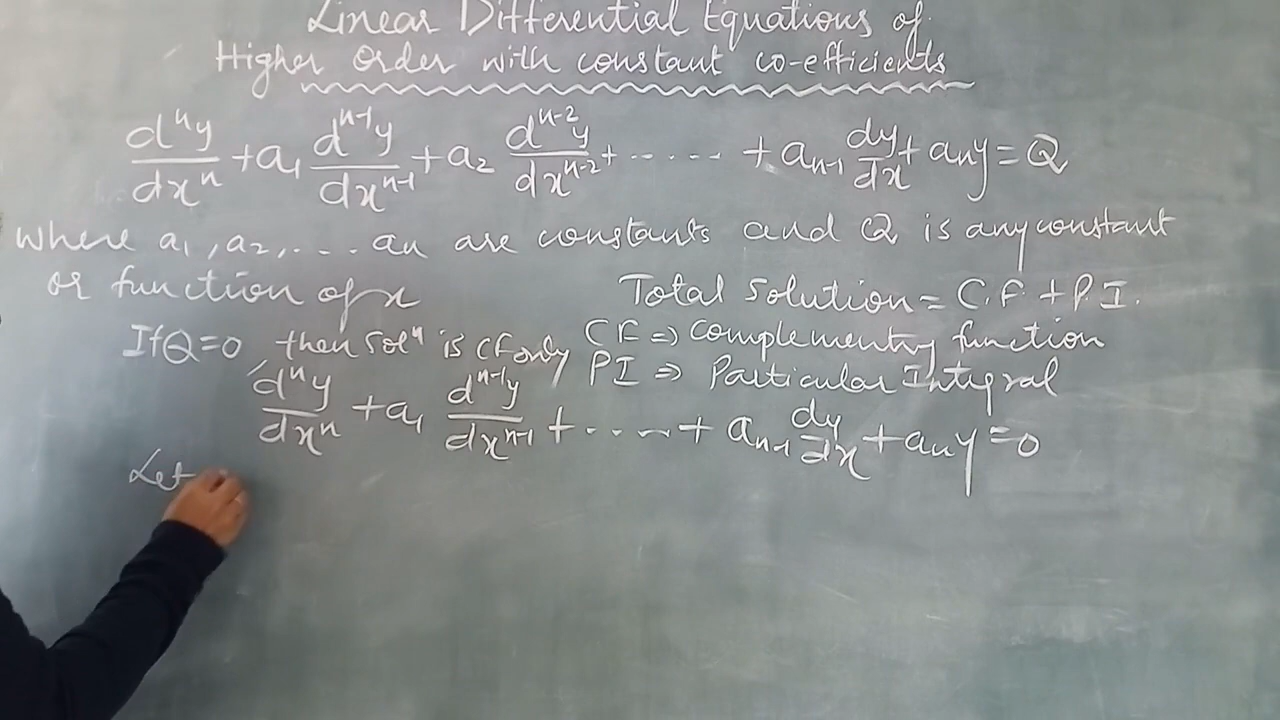 Linear Differential Equations of
Higher Order with constant co-efficients
dⁿy/dxⁿ + a₁ dⁿ⁻¹y/dxⁿ⁻¹ + a₂ dⁿ⁻²y/dxⁿ⁻² + ...... + aₙ₋₁ dy/dx + aₙy = Q
where a₁, a₂, .... aₙ are constants and Q is any constant
or function of x
Total Solution = C.F + P.I.
If Q=0, then solⁿ is CF only
CF ⇒ Complementry function
PI ⇒ Particular Integral
dⁿy/dxⁿ + a₁ dⁿ⁻¹y/dxⁿ⁻¹ + ...... + aₙ₋₁ dy/dx + aₙy = 0
Let